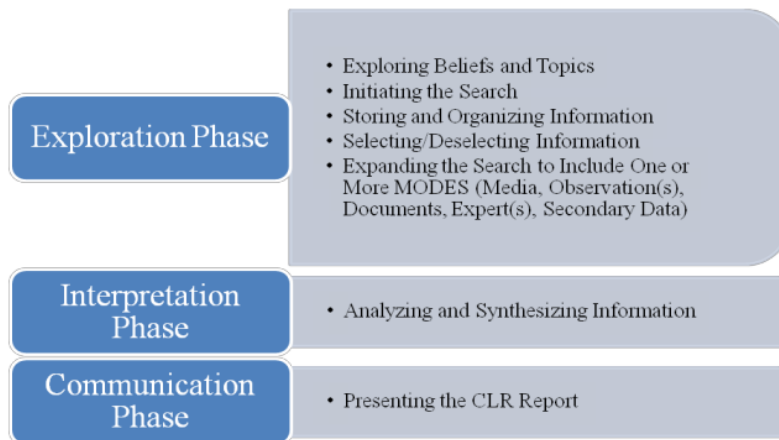 Exploration Phase
• Exploring Beliefs and Topics
• Initiating the Search
• Storing and Organizing Information
• Selecting/Deselecting Information
• Expanding the Search to Include One or
More MODES (Media, Observation(s),
Documents, Expert(s), Secondary Data)
Interpretation
Phase
• Analyzing and Synthesizing Information
Communication
Phase
• Presenting the CLR Report